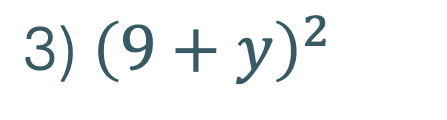 3) (9 + y)²